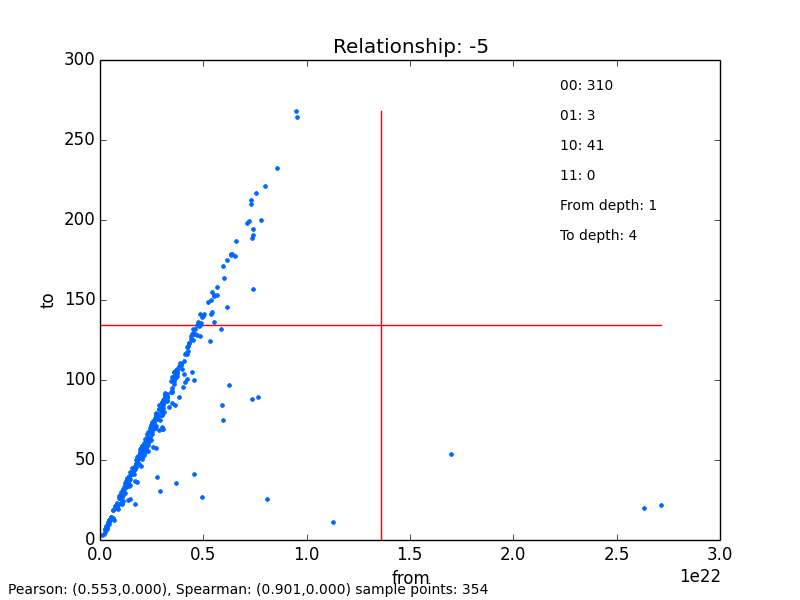 Relationship: -5
300
250
200
150
100
50
0
to
00: 310
01: 3
10: 41
11: 0
From depth: 1
To depth: 4
0.0 0.5 1.0 1.5 2.0 2.5 3.0
from
1e22
Pearson: (0.553,0.000), Spearman: (0.901,0.000) sample points: 354